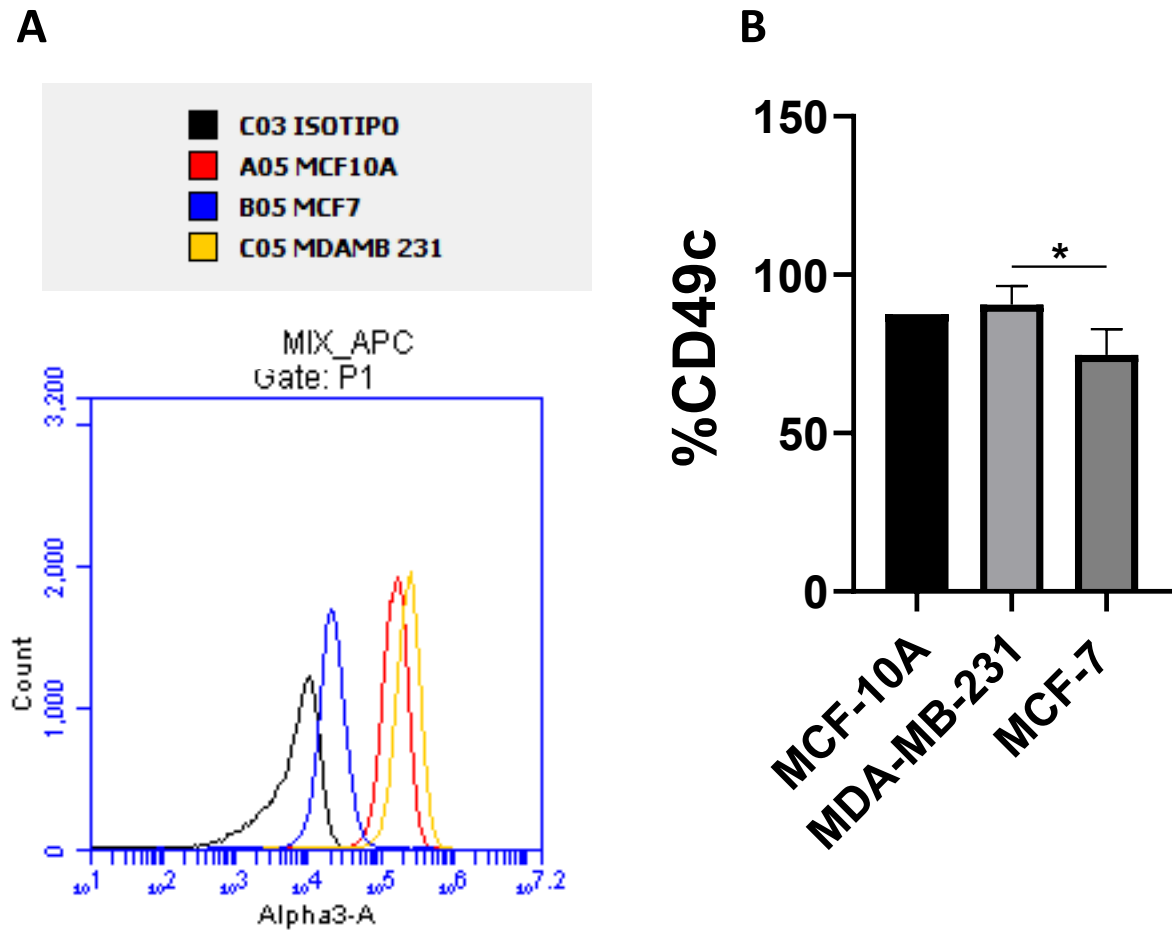 A
C03 ISOTIPO
A05 MCF10A
B05 MCF7
C05 MDAMB 231
MIX_APC
Gate: P1
3,200
2,000
1,000
0
Count
10^1 10^2 10^3 10^4 10^5 10^6 10^7.2
Alpha3-A
B
150
100
50
0
%CD49c
*
MCF-10A
MDA-MB-231
MCF-7